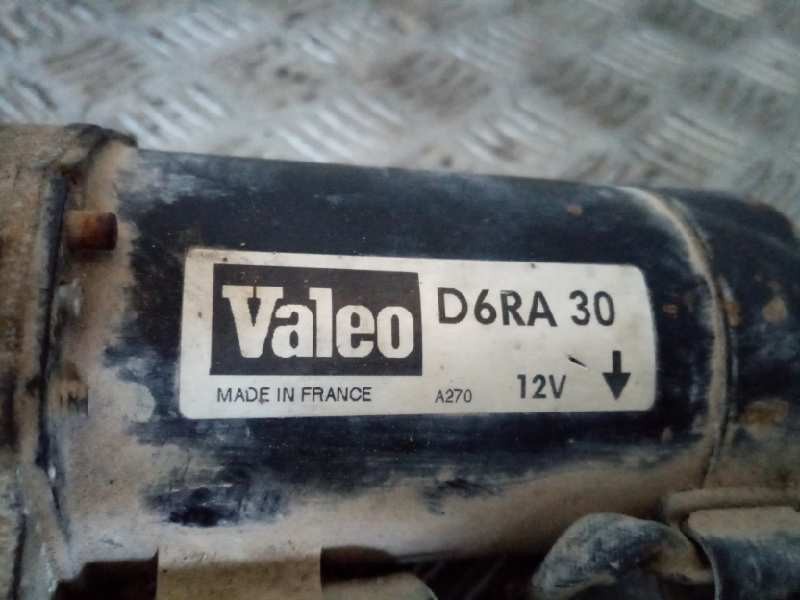 Valeo D6RA 30
MADE IN FRANCE A270 12V